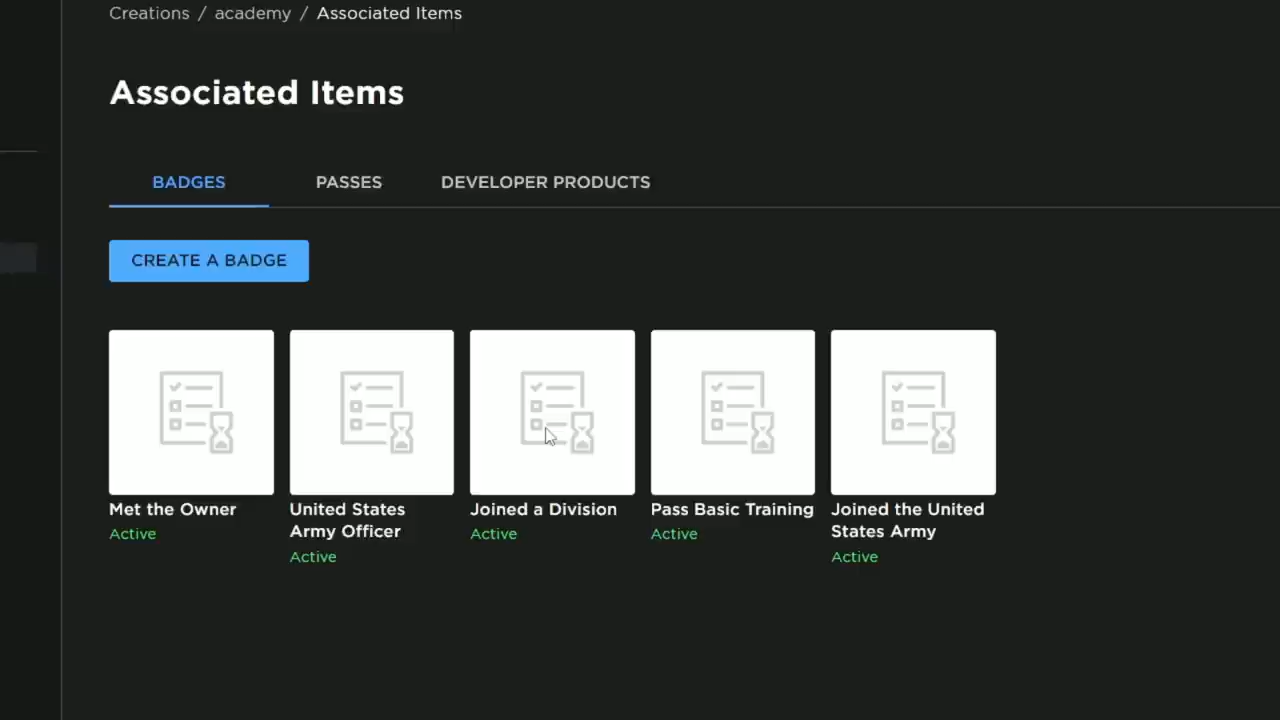 Creations / academy / Associated Items
Associated Items
BADGES PASSES DEVELOPER PRODUCTS
CREATE A BADGE
Met the Owner
Active
United States
Army Officer
Active
Joined a Division
Active
Pass Basic Training
Active
Joined the United
States Army
Active